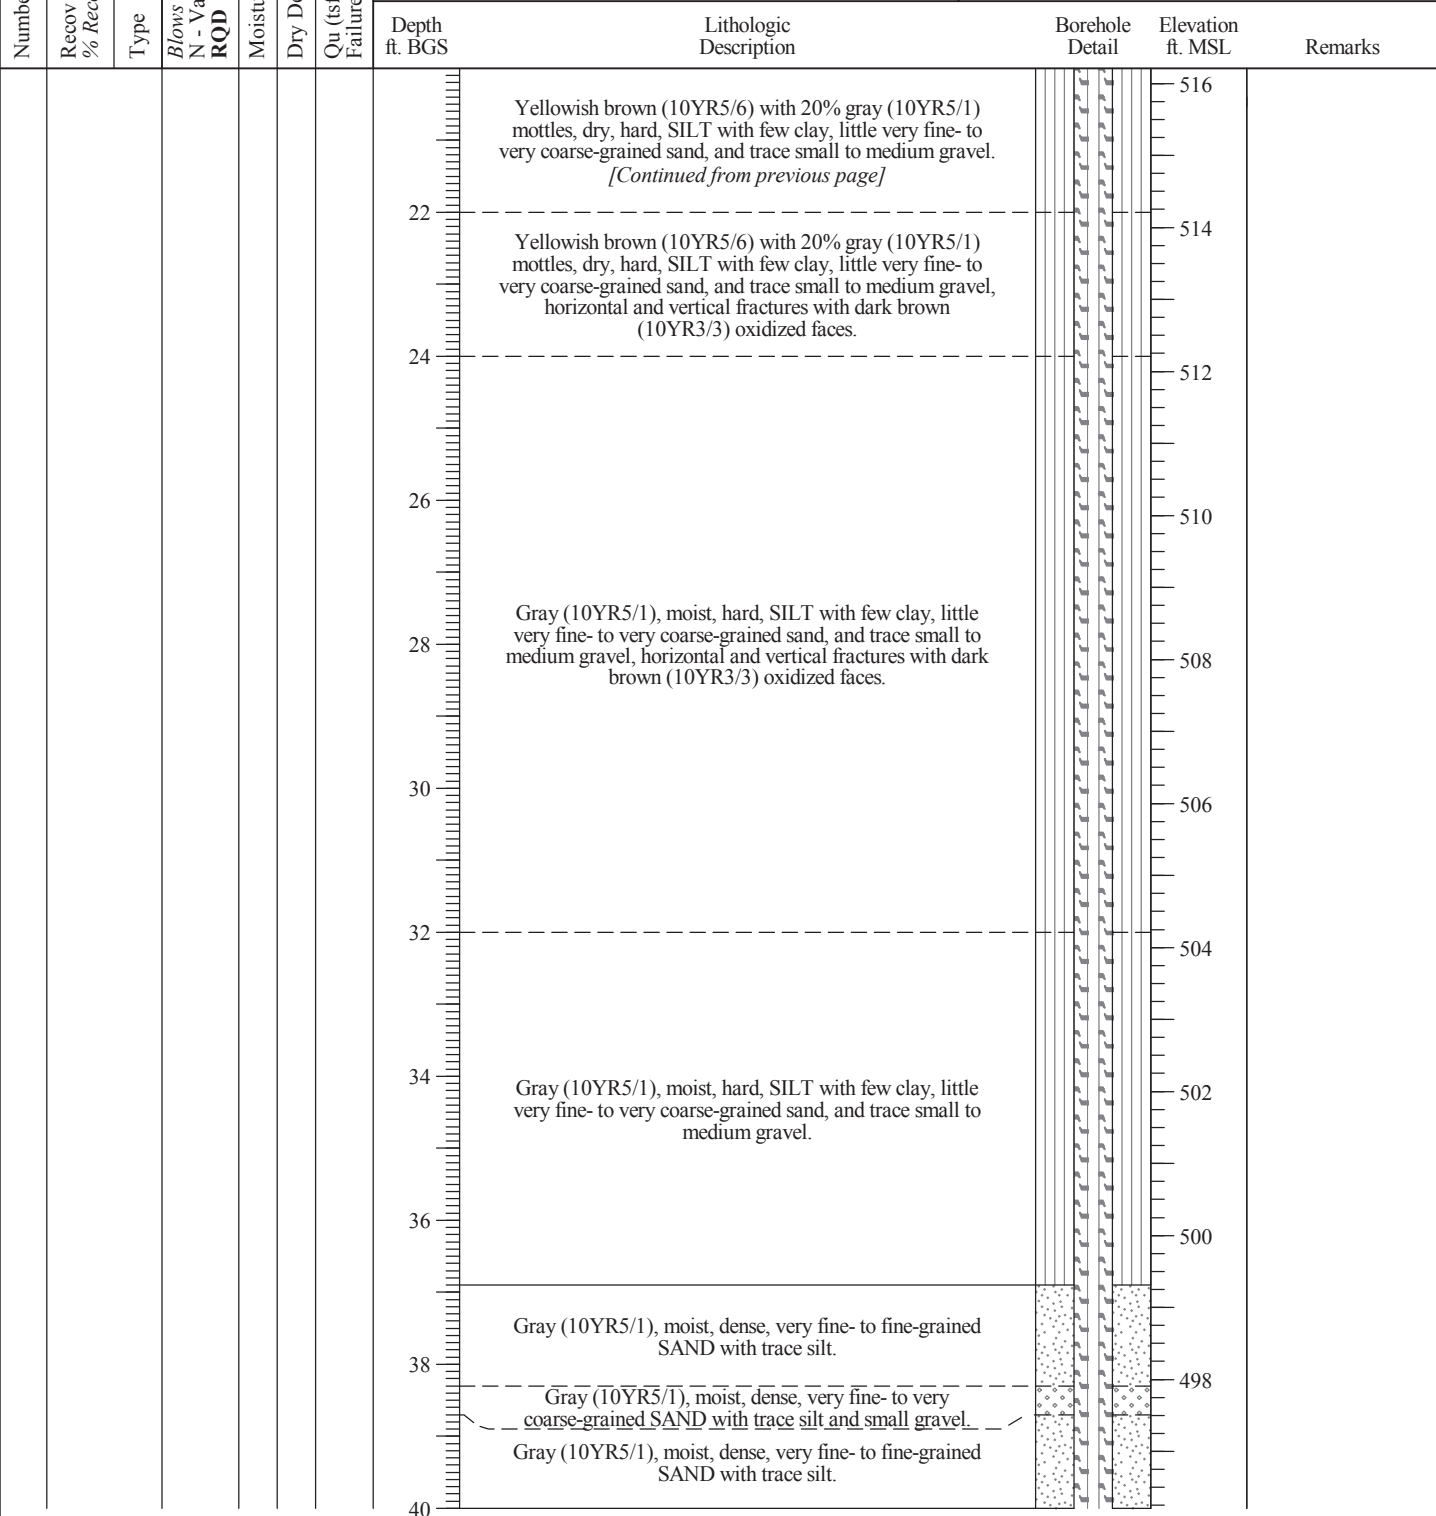 Type
Blows
RQD
Depth
ft. BGS
Lithologic
Description
Borehole
Detail
Elevation
ft. MSL
Remarks
516
Yellowish brown (10YR5/6) with 20% gray (10YR5/1)
mottles, dry, hard, SILT with few clay, little very fine- to
very coarse-grained sand, and trace small to medium gravel.
[Continued from previous page]
22
514
Yellowish brown (10YR5/6) with 20% gray (10YR5/1)
mottles, dry, hard, SILT with few clay, little very fine- to
very coarse-grained sand, and trace small to medium gravel,
horizontal and vertical fractures with dark brown
(10YR3/3) oxidized faces.
24
512
26
510
Gray (10YR5/1), moist, hard, SILT with few clay, little
very fine- to very coarse-grained sand, and trace small to
medium gravel, horizontal and vertical fractures with dark
brown (10YR3/3) oxidized faces.
28
508
30
506
32
504
34
502
Gray (10YR5/1), moist, hard, SILT with few clay, little
very fine- to very coarse-grained sand, and trace small to
medium gravel.
36
500
Gray (10YR5/1), moist, dense, very fine- to fine-grained
SAND with trace silt.
38
498
Gray (10YR5/1), moist, dense, very fine- to very
coarse-grained SAND with trace silt and small gravel.
Gray (10YR5/1), moist, dense, very fine- to fine-grained
SAND with trace silt.
40